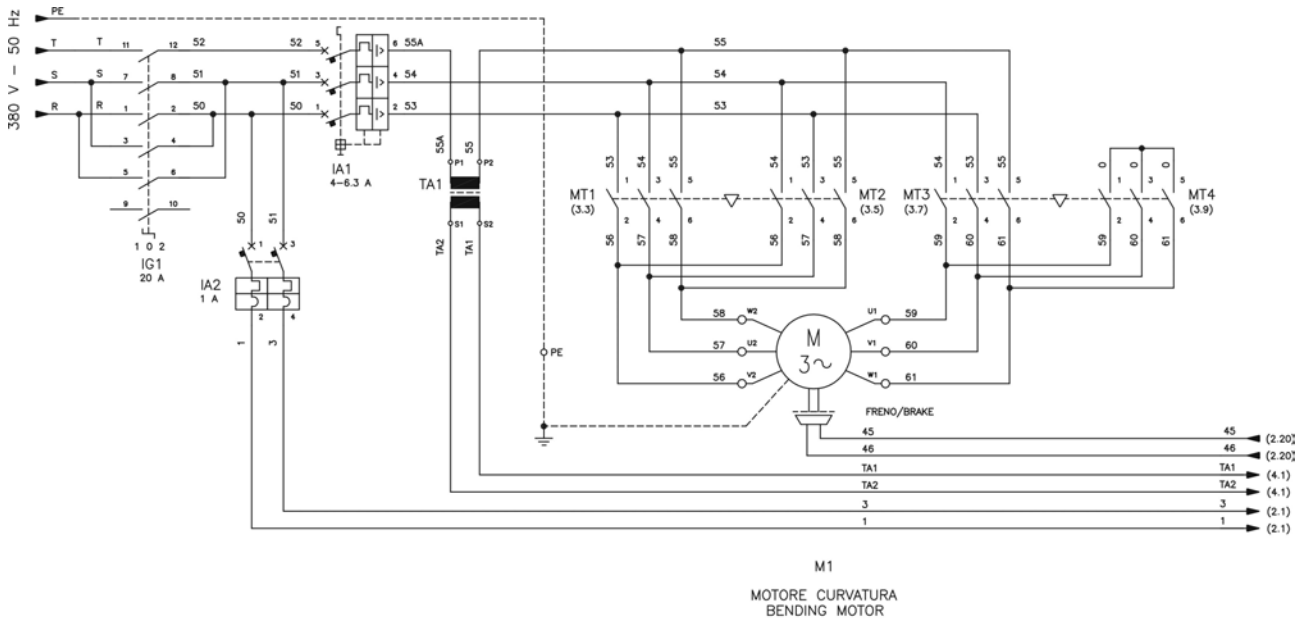 380 V – 50 Hz
PE
T T 11 12 52 52 5 6 55A 55 55
S S 7 8 51 51 3 4 54 54
R R 1 2 50 50 1 2 53 53
3 4
5 6
9 10
1 0 2
IG1
20 A
IA1
4–6.3 A
50 51
1 3
IA2
1 A
2 4
1 3
55A 55
P1 P2
TA1
S1 S2
TA2 TA1
53 54 55 54 53 55 54 53 55 0 0 0
1 3 5 1 3 5 1 3 5 1 3 5
MT1
(3.3)
MT2
(3.5)
MT3
(3.7)
MT4
(3.9)
2 4 6 2 4 6 2 4 6 2 4 6
56 57 58 56 57 58 59 60 61 59 60 61
58 W2 U1 59
57 U2 V1 60
56 V2 W1 61
M
3~
PE
FRENO/BRAKE
45 45 (2.20)
46 46 (2.20)
TA1 TA1 (4.1)
TA2 TA2 (4.1)
3 3 (2.1)
1 1 (2.1)
M1
MOTORE CURVATURA
BENDING MOTOR